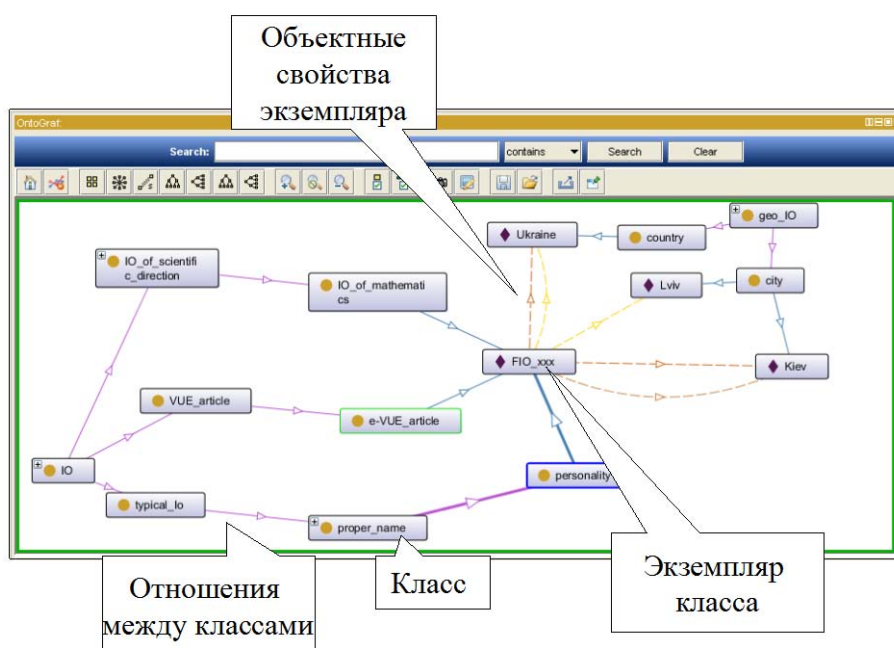 Объектные
свойства
экземпляра
OntoGraf:
Search:
contains
Search
Clear
Ukraine
country
geo_IO
IO_of_scientifi
c_direction
IO_of_mathemati
cs
Lviv
city
FIO_xxx
Kiev
VUE_article
e-VUE_article
IO
personality
typical_Io
proper_name
Отношения
между классами
Класс
Экземпляр
класса